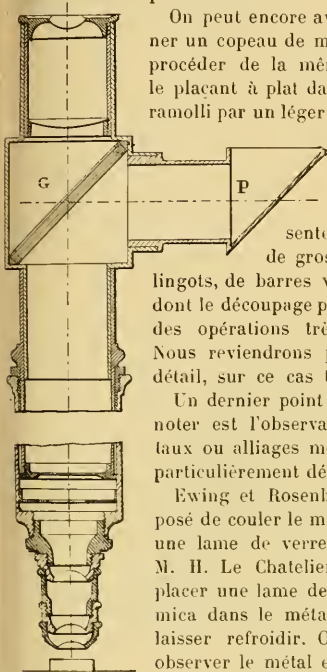 On peut encore av
ner un copeau de m
procéder de la mê
le plaçant à plat da
ramolli par un léger
G
P
sente
de gros
lingots, de barres v
dont le découpage p
des opérations trè
Nous reviendrons p
détail, sur ce cas t
Un dernier point
noter est l'observa
taux ou alliages m
particulièrement dé
Ewing et Rosenh
posé de couler le m
une lame de verre
M. H. Le Chatelier
placer une lame de
mica dans le métal
laisser refroidir. O
observer le métal e